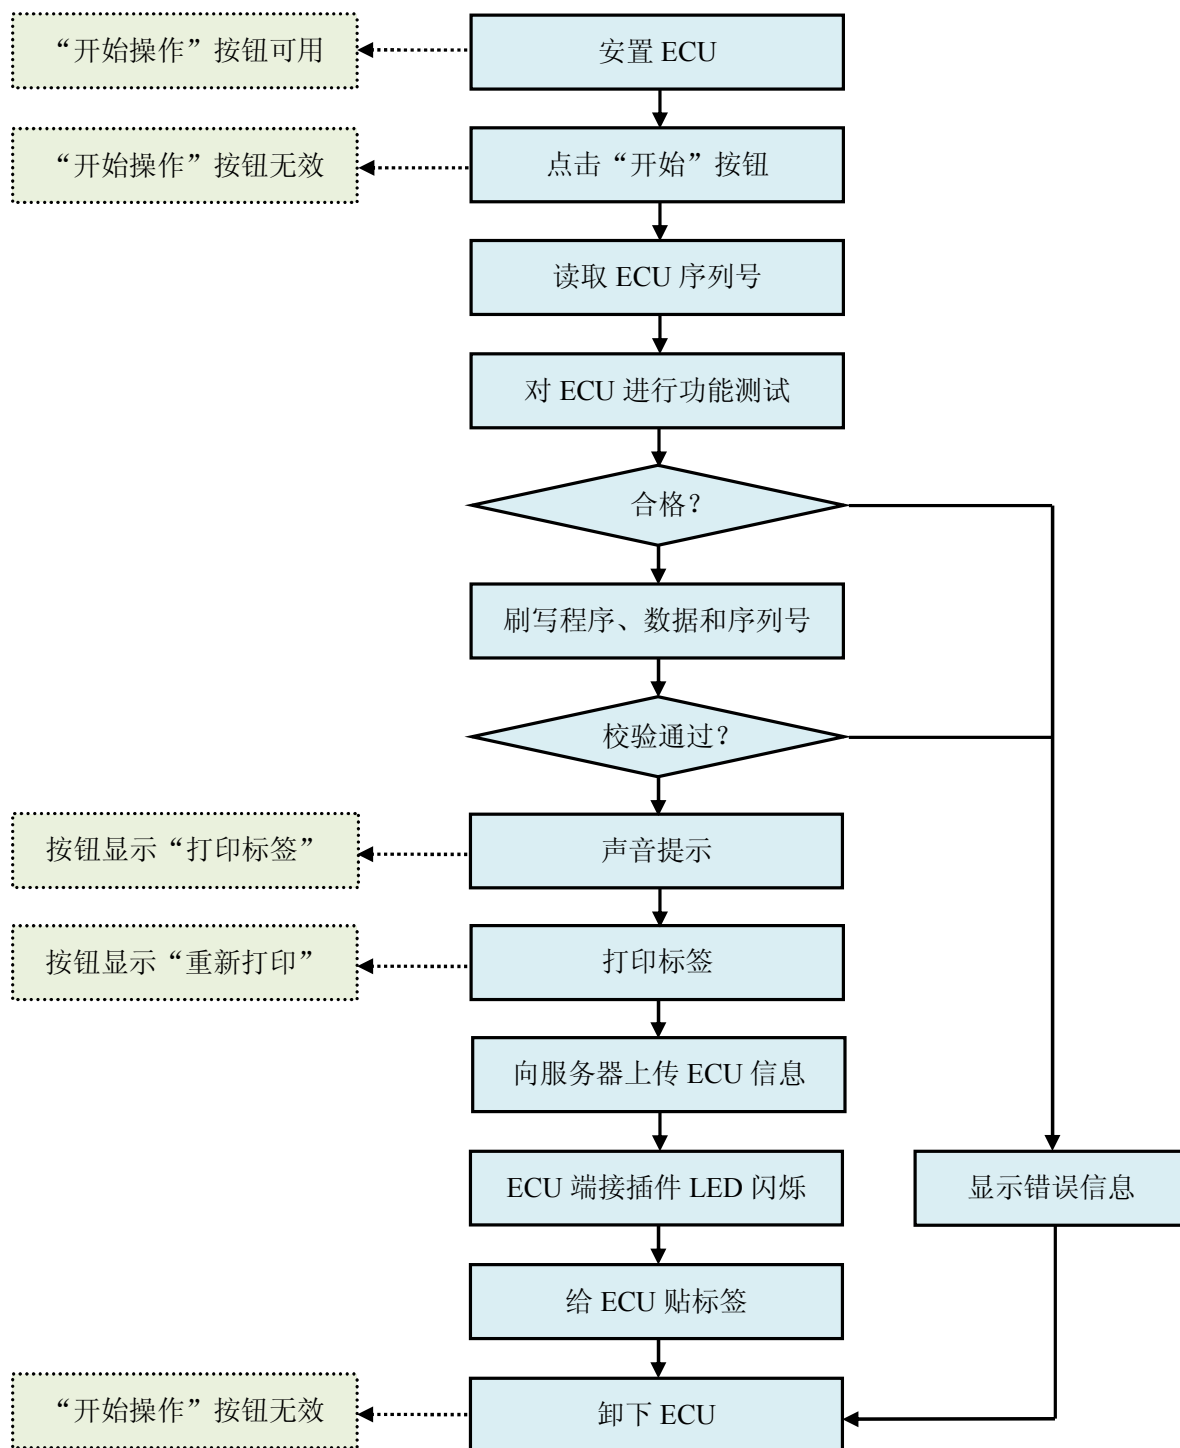 “开始操作”按钮可用
安置 ECU
“开始操作”按钮无效
点击“开始”按钮
读取 ECU 序列号
对 ECU 进行功能测试
合格？
刷写程序、数据和序列号
校验通过？
按钮显示“打印标签”
声音提示
按钮显示“重新打印”
打印标签
向服务器上传 ECU 信息
ECU 端接插件 LED 闪烁
显示错误信息
给 ECU 贴标签
“开始操作”按钮无效
卸下 ECU